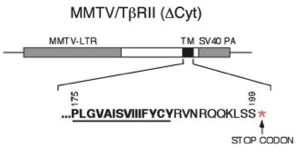 MMTV/TβRII (ΔCyt)
MMTV-LTR TM SV40 PA
175 199
...PLGVAISVIIIFYCYRVNRQQKLSS*
STOP CODON